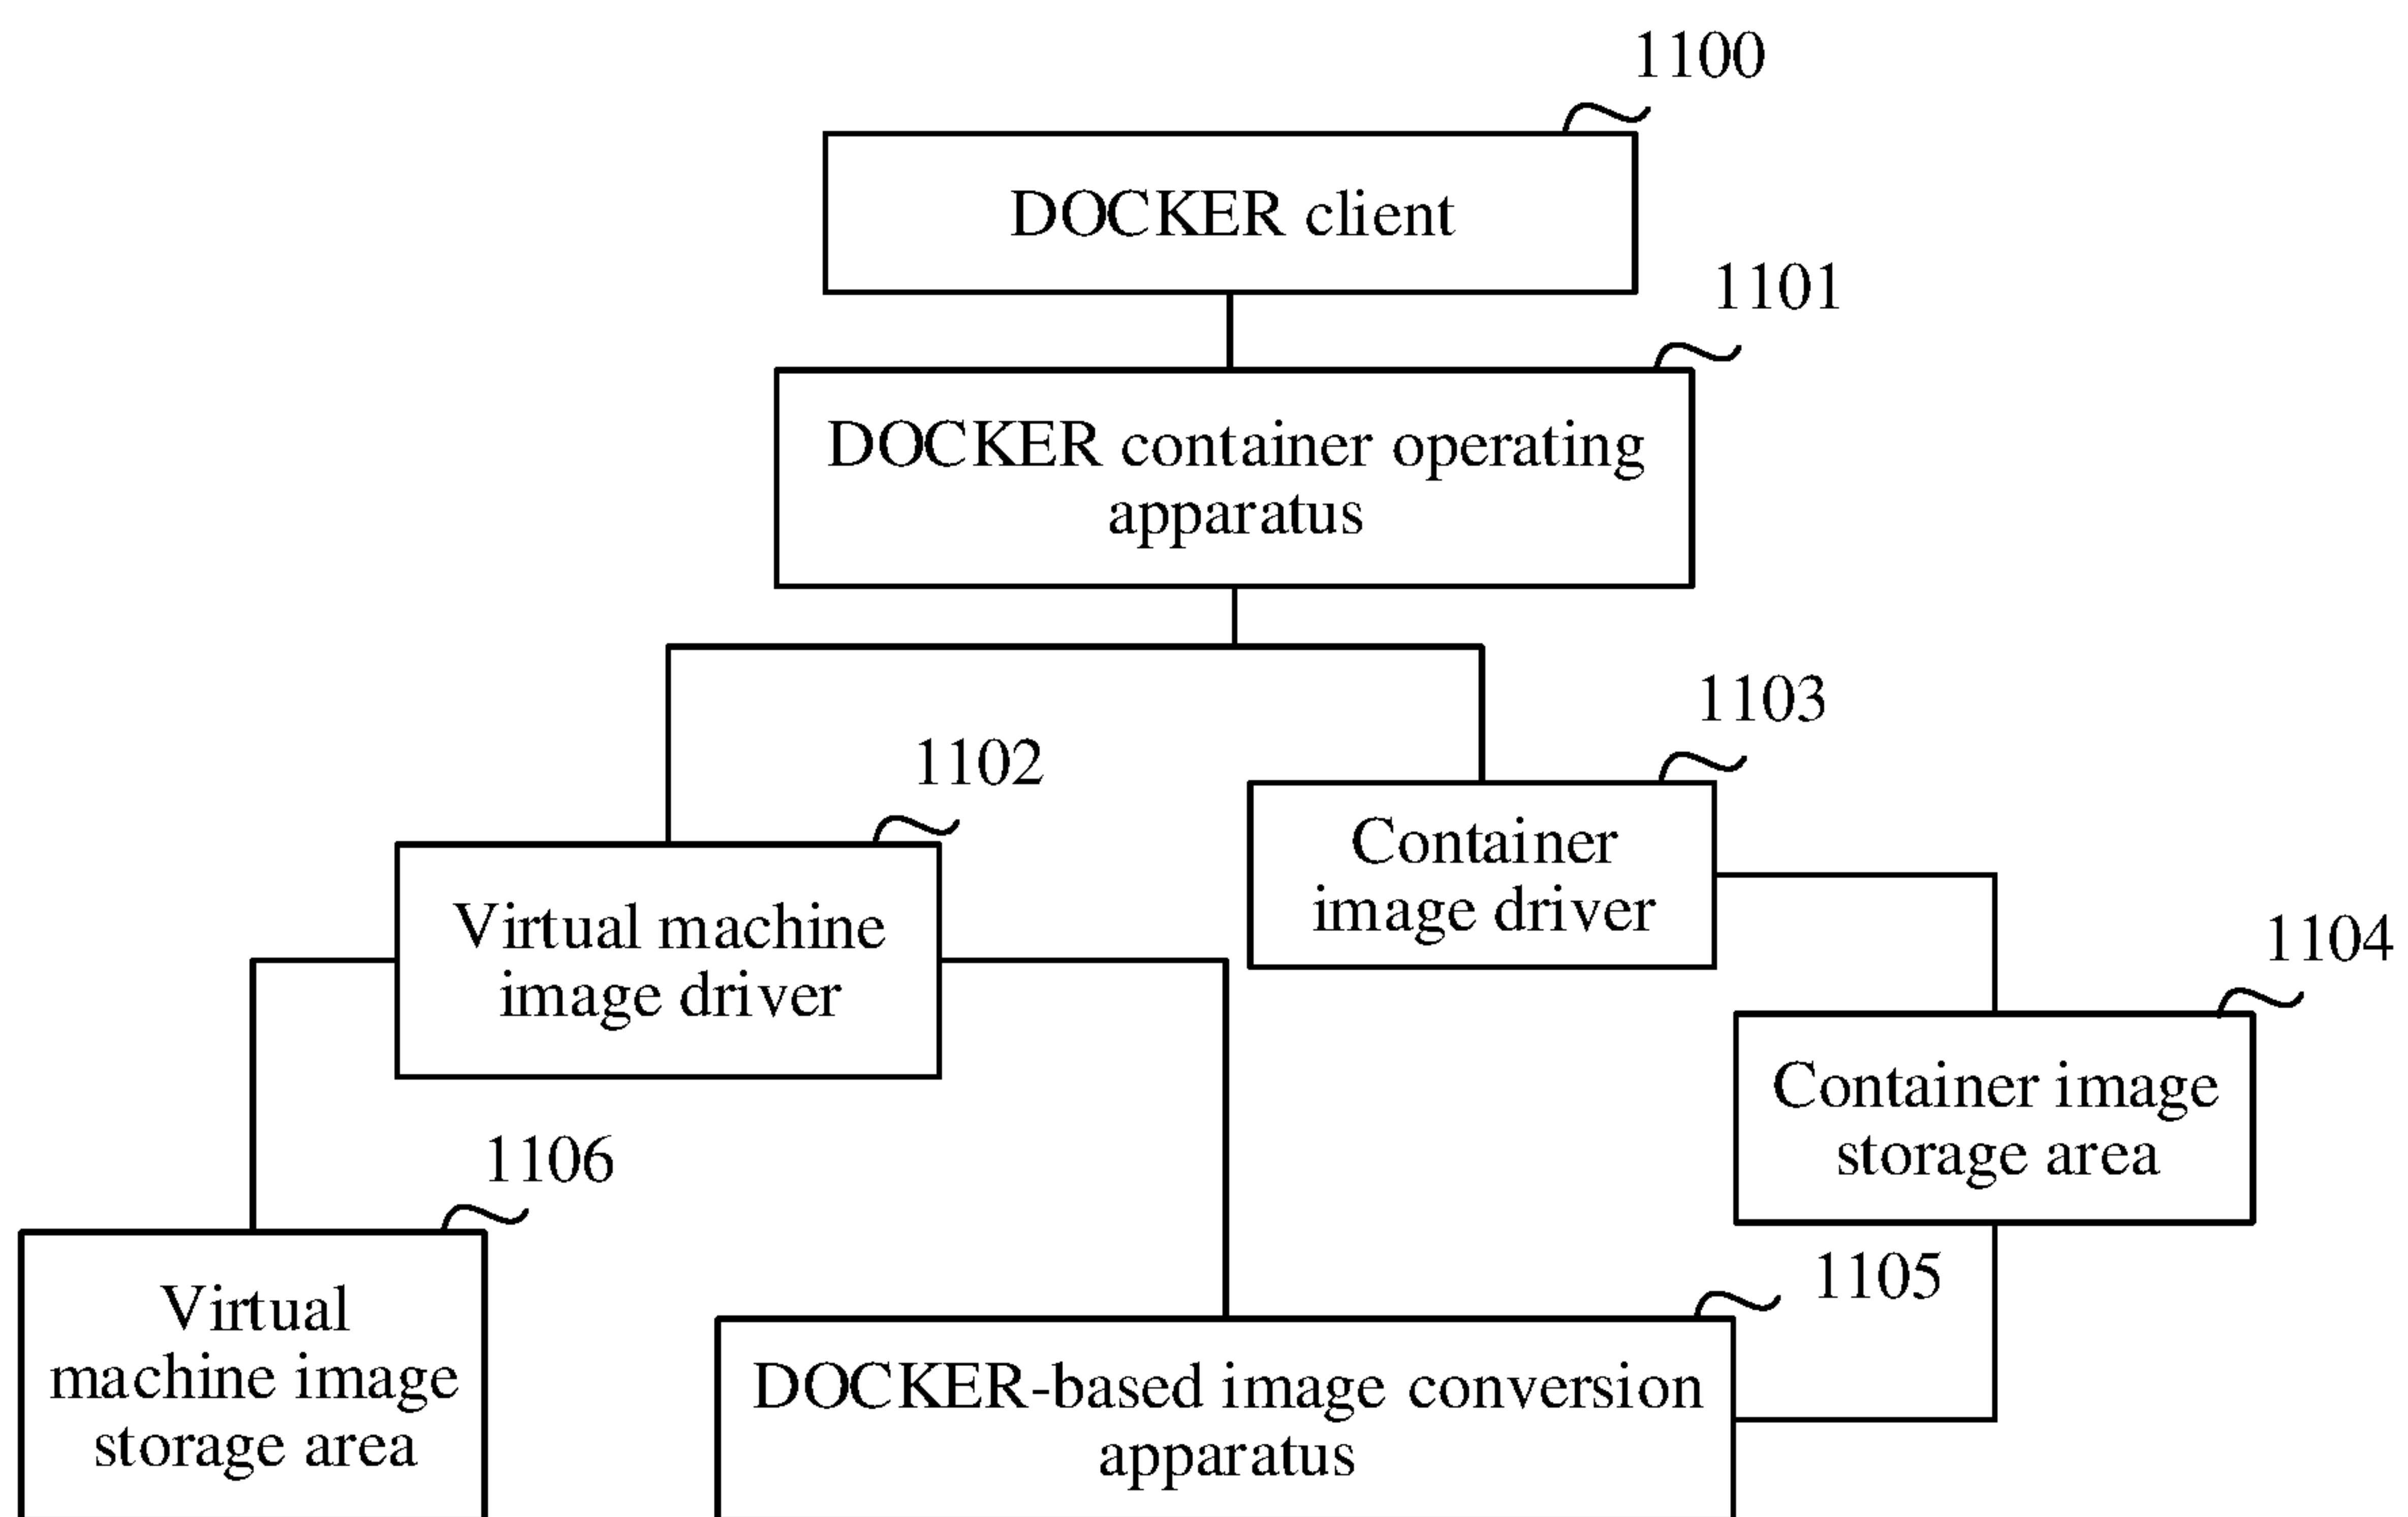 1100
DOCKER client
1101
DOCKER container operating
apparatus
1103
1102
Container
image driver
Virtual machine
image driver
1104
Container image
storage area
1106
1105
Virtual
machine image
storage area
DOCKER-based image conversion
apparatus